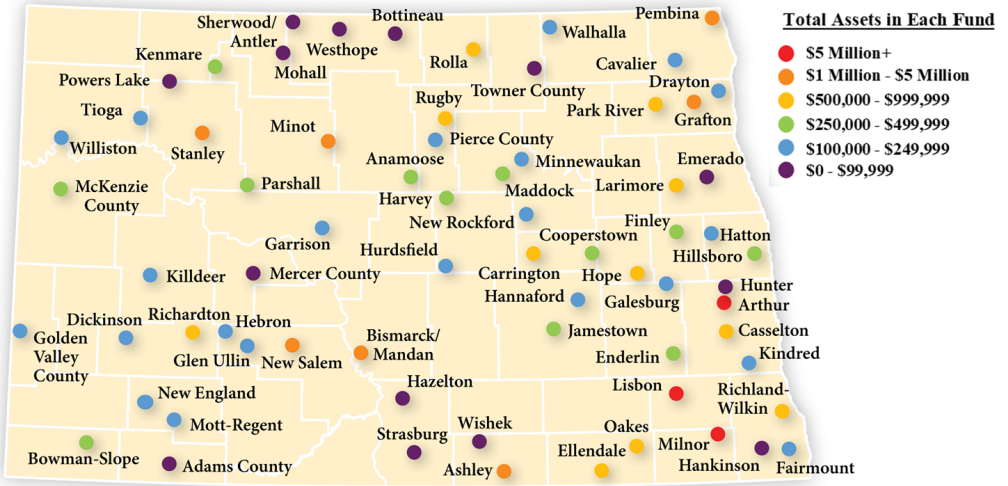 Sherwood/
Antler
Bottineau
Pembina
Westhope
Walhalla
Kenmare
Mohall
Rolla
Cavalier
Powers Lake
Towner County
Drayton
Tioga
Rugby
Park River
Grafton
Minot
Williston
Stanley
Pierce County
Anamoose
Minnewaukan
Emerado
McKenzie
County
Parshall
Maddock
Larimore
Harvey
New Rockford
Finley
Garrison
Hurdsfield
Cooperstown
Hatton
Hillsboro
Killdeer
Mercer County
Carrington
Hope
Hannaford
Galesburg
Hunter
Arthur
Dickinson
Richardton
Hebron
Golden
Valley
County
Glen Ullin
New Salem
Bismarck/
Mandan
Jamestown
Casselton
Enderlin
Kindred
Hazelton
Lisbon
Richland-
Wilkin
New England
Mott-Regent
Strasburg
Wishek
Oakes
Milnor
Bowman-Slope
Adams County
Ashley
Ellendale
Hankinson
Fairmount
Total Assets in Each Fund
$5 Million+
$1 Million - $5 Million
$500,000 - $999,999
$250,000 - $499,999
$100,000 - $249,999
$0 - $99,999